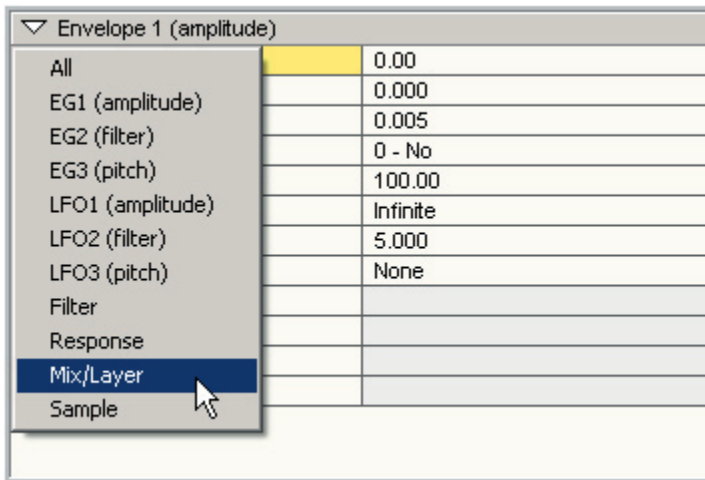 Envelope 1 (amplitude)
All
EG1 (amplitude)
EG2 (filter)
EG3 (pitch)
LFO1 (amplitude)
LFO2 (filter)
LFO3 (pitch)
Filter
Response
Mix/Layer
Sample
0.00
0.000
0.005
0 - No
100.00
Infinite
5.000
None